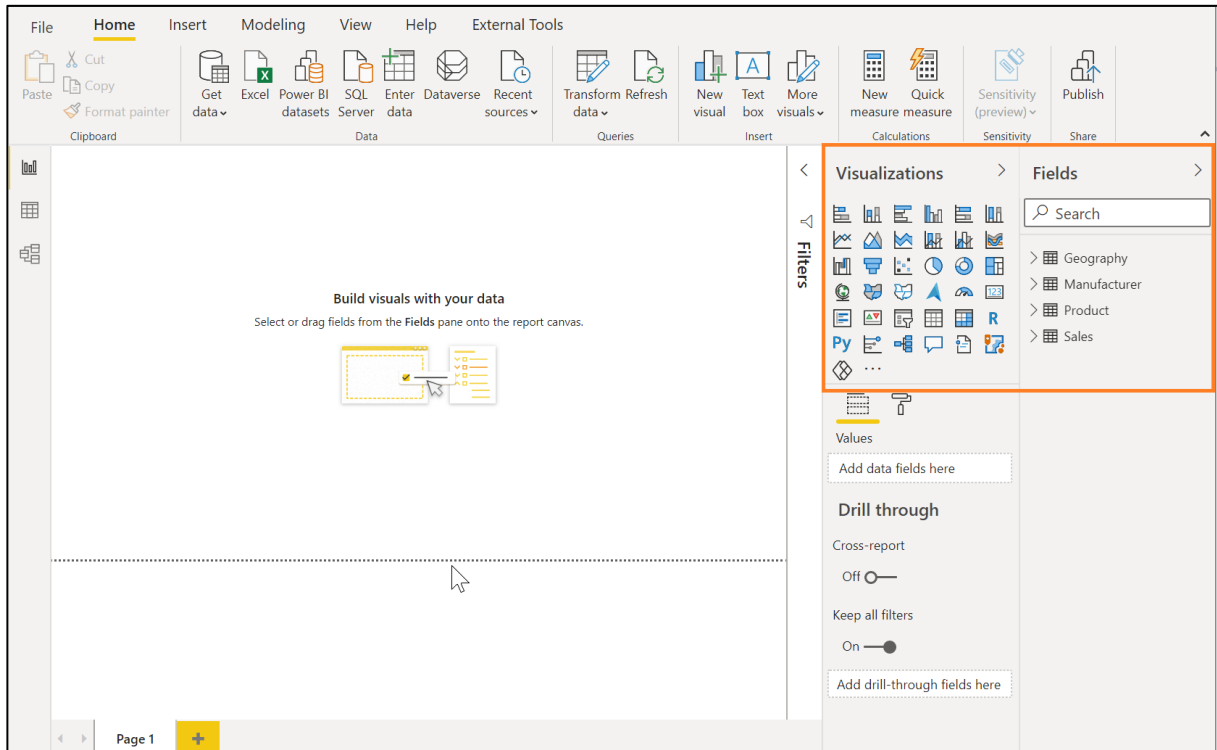 File Home Insert Modeling View Help External Tools
Paste
Cut
Copy
Format painter
Clipboard
Get data
Excel
Power BI datasets
SQL Server
Enter data
Dataverse
Recent sources
Data
Transform data
Refresh
Queries
New visual
A
Text box
More visuals
Insert
New measure
Quick measure
Calculations
Sensitivity (preview)
Sensitivity
Publish
Share
Build visuals with your data
Select or drag fields from the Fields pane onto the report canvas.
Filters
Visualizations
123
R
Py
Values
Add data fields here
Drill through
Cross-report
Off
Keep all filters
On
Add drill-through fields here
Fields
Search
Geography
Manufacturer
Product
Sales
Page 1